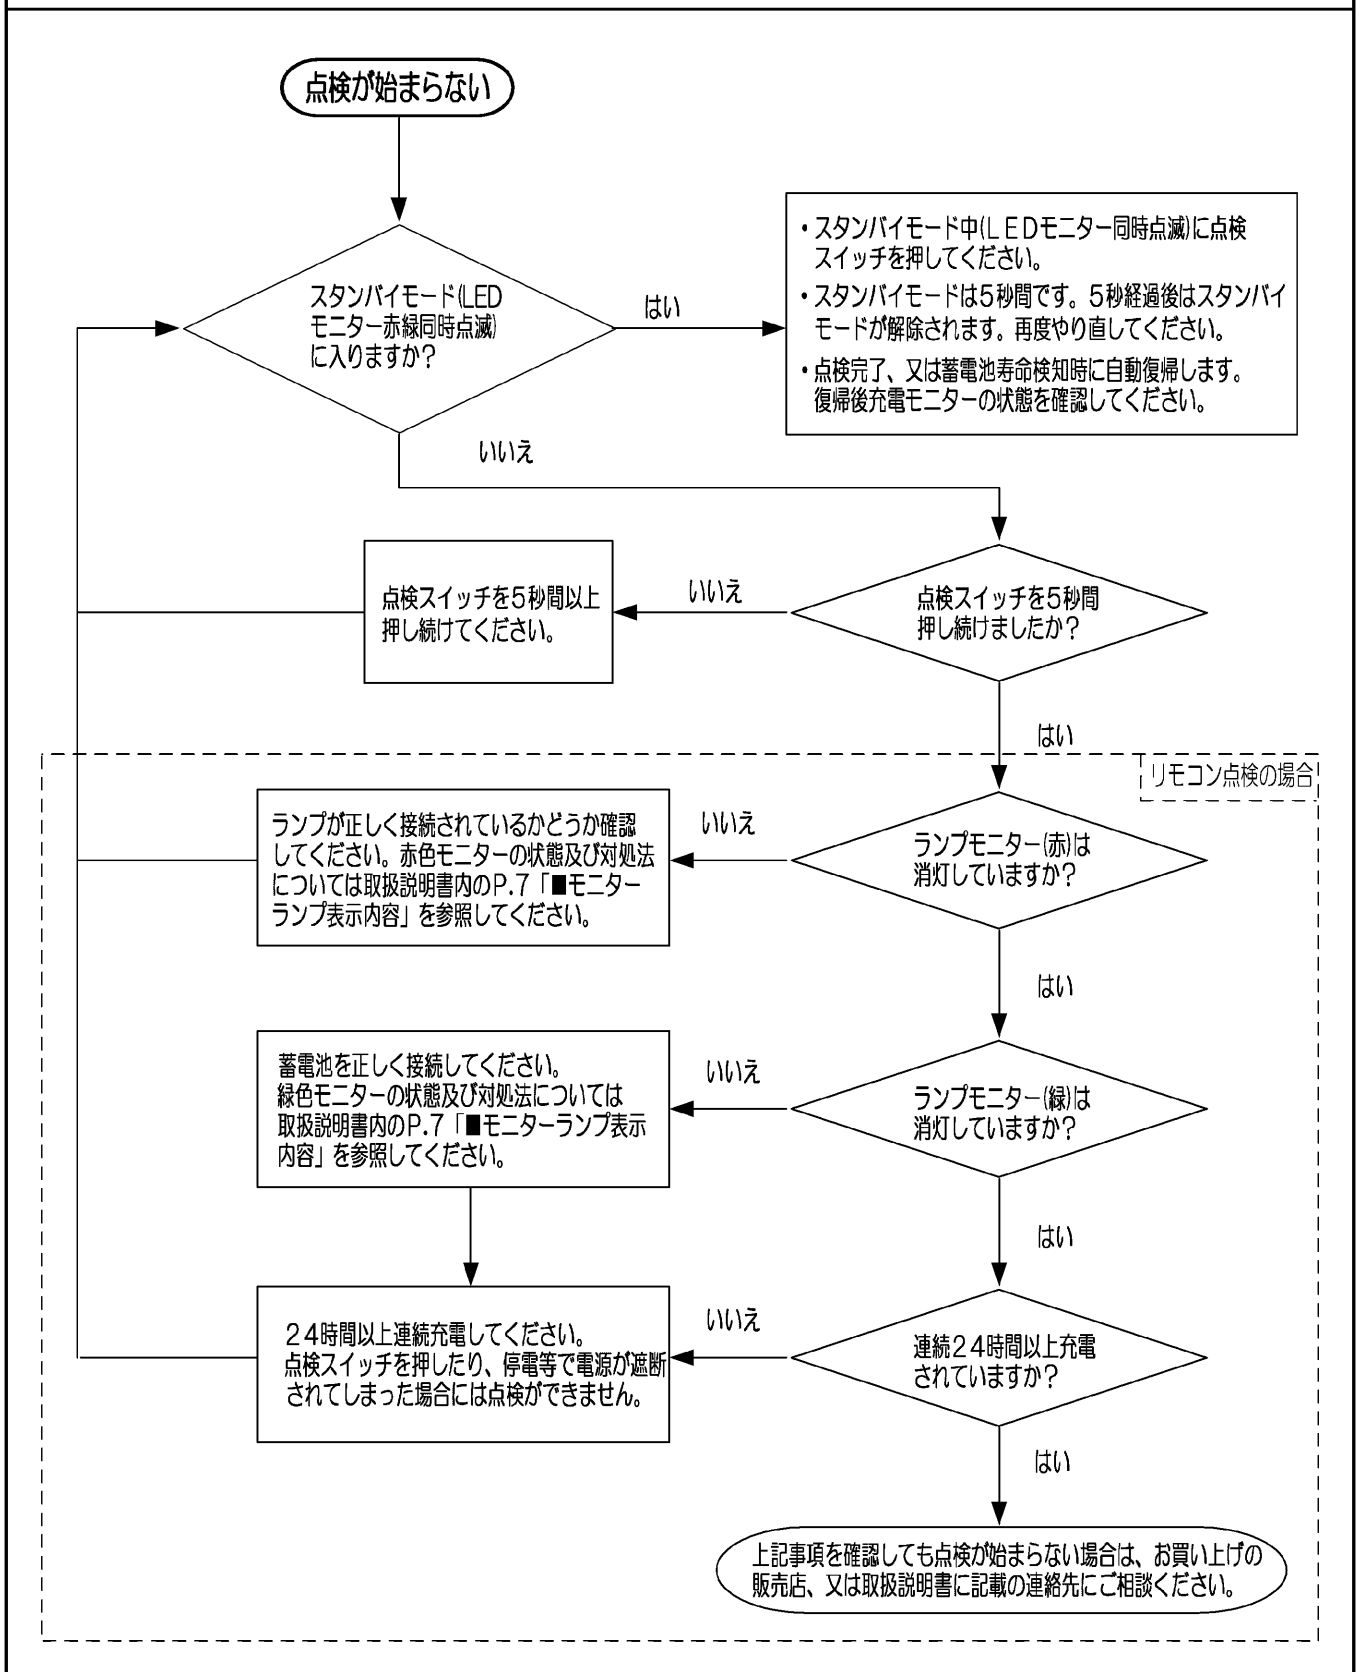 点検が始まらない
スタンバイモード(LED
モニター赤緑同時点滅)
に入りますか?
はい
・スタンバイモード中(LEDモニター同時点滅)に点検
スイッチを押してください。
・スタンバイモードは5秒間です。5秒経過後はスタンバイ
モードが解除されます。再度やり直してください。
・点検完了、又は蓄電池寿命検知時に自動復帰します。
復帰後充電モニターの状態を確認してください。
いいえ
点検スイッチを5秒間
押し続けましたか?
いいえ
点検スイッチを5秒間以上
押し続けてください。
はい
リモコン点検の場合
ランプモニター(赤)は
消灯していますか?
いいえ
ランプが正しく接続されているかどうか確認
してください。赤色モニターの状態及び対処法
については取扱説明書内のP.7「■モニター
ランプ表示内容」を参照してください。
はい
ランプモニター(緑)は
消灯していますか?
いいえ
蓄電池を正しく接続してください。
緑色モニターの状態及び対処法については
取扱説明書内のP.7「■モニターランプ表示
内容」を参照してください。
はい
連続24時間以上充電
されていますか?
いいえ
24時間以上連続充電してください。
点検スイッチを押したり、停電等で電源が遮断
されてしまった場合には点検ができません。
はい
上記事項を確認しても点検が始まらない場合は、お買い上げの
販売店、又は取扱説明書に記載の連絡先にご相談ください。